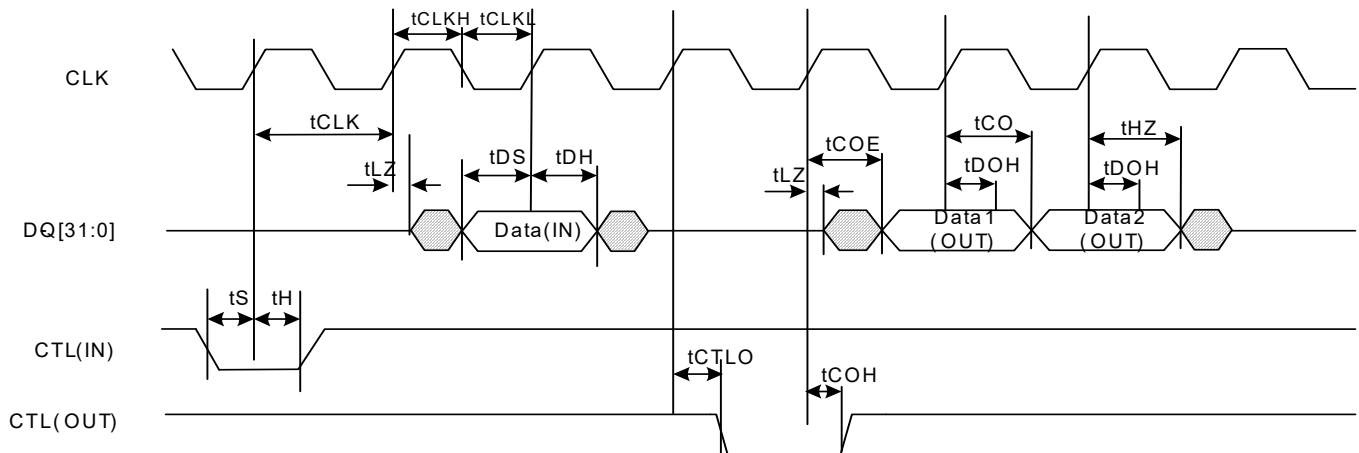 tCLKH tCLKL
CLK
tCLK
tCO
tHZ
tCOE
tDS
tDH
tLZ
tLZ
tDOH
tDOH
DQ[31:0]
Data(IN)
Data1
(OUT)
Data2
(OUT)
tS
tH
CTL(IN)
tCTLO
tCOH
CTL(OUT)